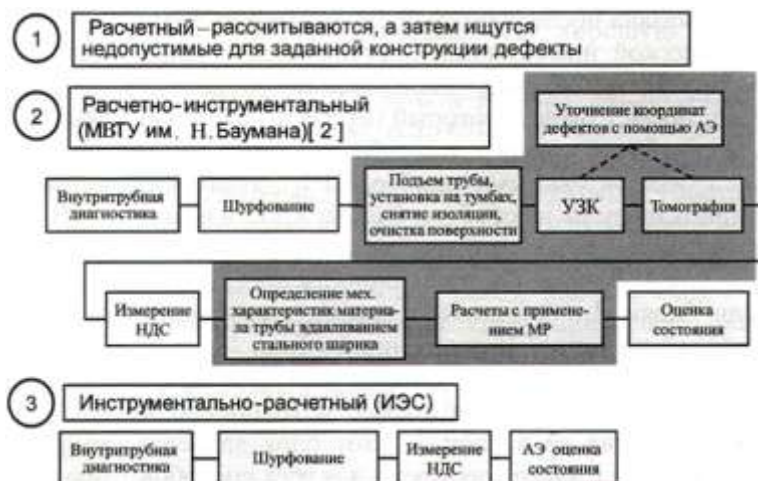 1
Расчетный – рассчитываются, а затем ищутся
недопустимые для заданной конструкции дефекты
2
Расчетно-инструментальный
(МВТУ им. Н.Баумана)[ 2 ]
Уточнение координат
дефектов с помощью АЭ
Внутритрубная
диагностика
Шурфование
Подъем трубы,
установка на тумбах,
снятие изоляции,
очистка поверхности
УЗК
Томография
Измерение
НДС
Определение мех.
характеристик материа-
ла трубы вдавливанием
стального шарика
Расчеты с примене-
нием МР
Оценка
состояния
3
Инструментально-расчетный (ИЭС)
Внутритрубная
диагностика
Шурфование
Измерение
НДС
АЭ оценка
состояния